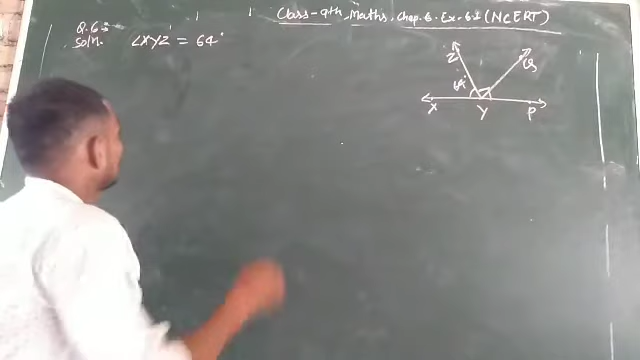 Class-9th, Maths. Chap. 6. Ex-6.1 (NCERT)
Q.6:
Soln.
∠XYZ = 64°
Z
Q
64°
X
Y
P